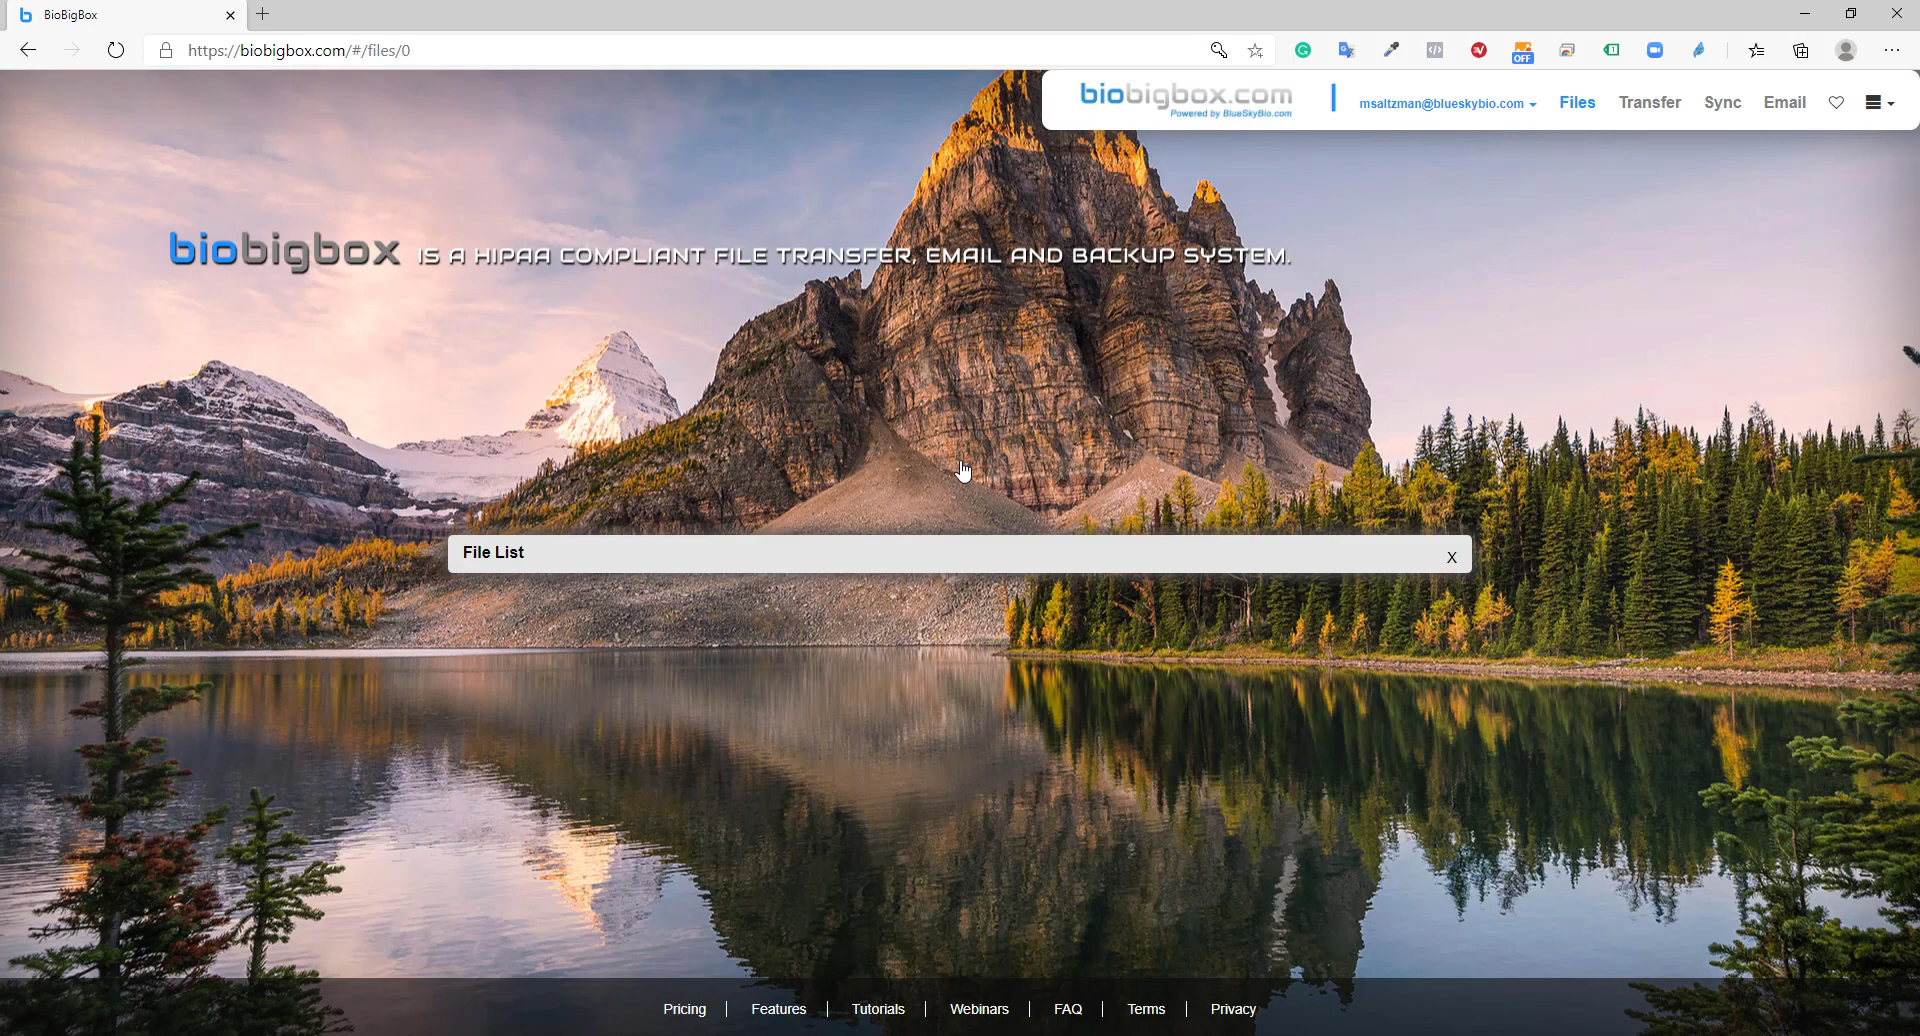 BioBigBox
https://biobigbox.com/#/files/0
OFF
1
biobigbox.com
Powered by BlueSkyBio.com
msaltzman@blueskybio.com
Files
Transfer
Sync
Email
biobigbox IS A HIPAA COMPLIANT FILE TRANSFER, EMAIL AND BACKUP SYSTEM.
File List
X
Pricing
Features
Tutorials
Webinars
FAQ
Terms
Privacy